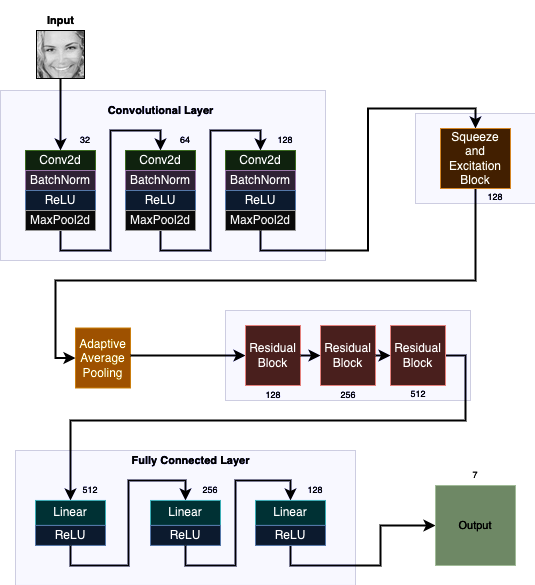 Input
Convolutional Layer
32
64
128
Conv2d
BatchNorm
ReLU
MaxPool2d
Conv2d
BatchNorm
ReLU
MaxPool2d
Conv2d
BatchNorm
ReLU
MaxPool2d
Squeeze
and
Excitation
Block
128
Adaptive
Average
Pooling
Residual
Block
128
Residual
Block
256
Residual
Block
512
Fully Connected Layer
512
Linear
ReLU
256
Linear
ReLU
128
Linear
ReLU
7
Output